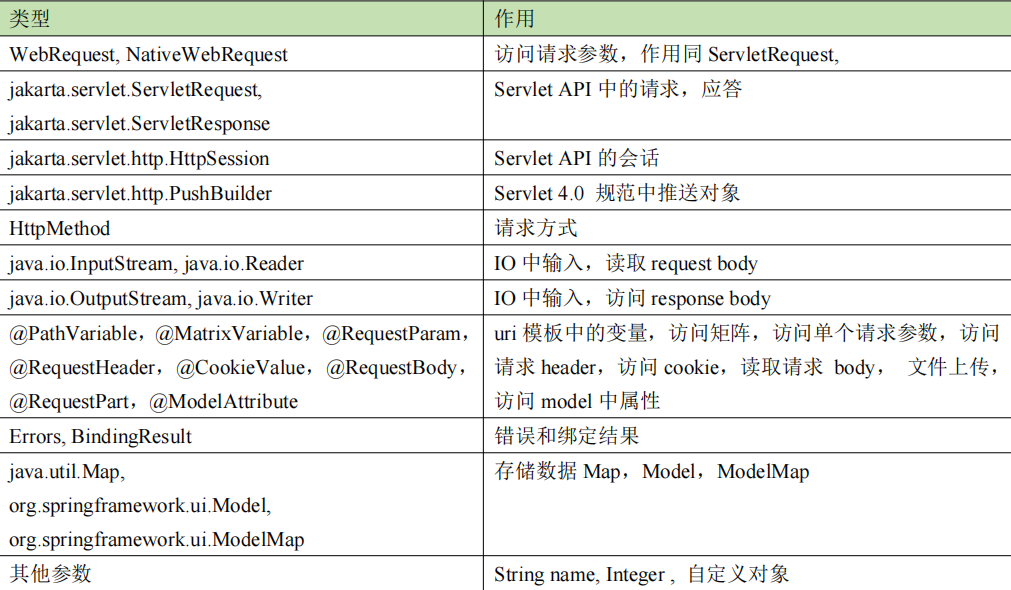 类型 作用
WebRequest, NativeWebRequest 访问请求参数，作用同 ServletRequest,
jakarta.servlet.ServletRequest, Servlet API 中的请求，应答
jakarta.servlet.ServletResponse
jakarta.servlet.http.HttpSession Servlet API 的会话
jakarta.servlet.http.PushBuilder Servlet 4.0 规范中推送对象
HttpMethod 请求方式
java.io.InputStream, java.io.Reader IO 中输入，读取 request body
java.io.OutputStream, java.io.Writer IO 中输入，访问 response body
@PathVariable，@MatrixVariable，@RequestParam， uri 模板中的变量，访问矩阵，访问单个请求参数，访问
@RequestHeader，@CookieValue，@RequestBody， 请求 header，访问 cookie，读取请求 body， 文件上传，
@RequestPart，@ModelAttribute 访问 model 中属性
Errors, BindingResult 错误和绑定结果
java.util.Map, 存储数据 Map，Model，ModelMap
org.springframework.ui.Model,
org.springframework.ui.ModelMap
其他参数 String name, Integer , 自定义对象